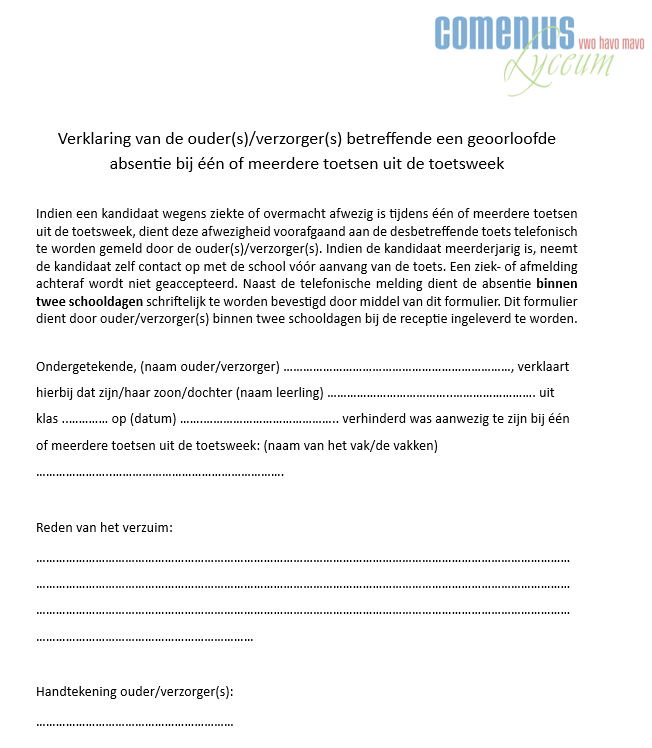 comenius vwo havo mavo
Lyceum
Verklaring van de ouder(s)/verzorger(s) betreffende een geoorloofde
absentie bij één of meerdere toetsen uit de toetsweek
Indien een kandidaat wegens ziekte of overmacht afwezig is tijdens één of meerdere toetsen
uit de toetsweek, dient deze afwezigheid voorafgaand aan de desbetreffende toets telefonisch
te worden gemeld door de ouder(s)/verzorger(s). Indien de kandidaat meerderjarig is, neemt
de kandidaat zelf contact op met de school vóór aanvang van de toets. Een ziek- of afmelding
achteraf wordt niet geaccepteerd. Naast de telefonische melding dient de absentie binnen
twee schooldagen schriftelijk te worden bevestigd door middel van dit formulier. Dit formulier
dient door ouder/verzorger(s) binnen twee schooldagen bij de receptie ingeleverd te worden.
Ondergetekende, (naam ouder/verzorger) ……………………………………………………………, verklaart
hierbij dat zijn/haar zoon/dochter (naam leerling) ………………………………..……………………. uit
klas ..………… op (datum) …………………………………………. verhinderd was aanwezig te zijn bij één
of meerdere toetsen uit de toetsweek: (naam van het vak/de vakken)
…………………..…………………………………………….
Reden van het verzuim:
………………………………………………………………………………………………………………………………………………
………………………………………………………………………………………………………………………………………………
………………………………………………………………………………………………………………………………………………
…………………………………………………………
Handtekening ouder/verzorger(s):
……………………………………………………